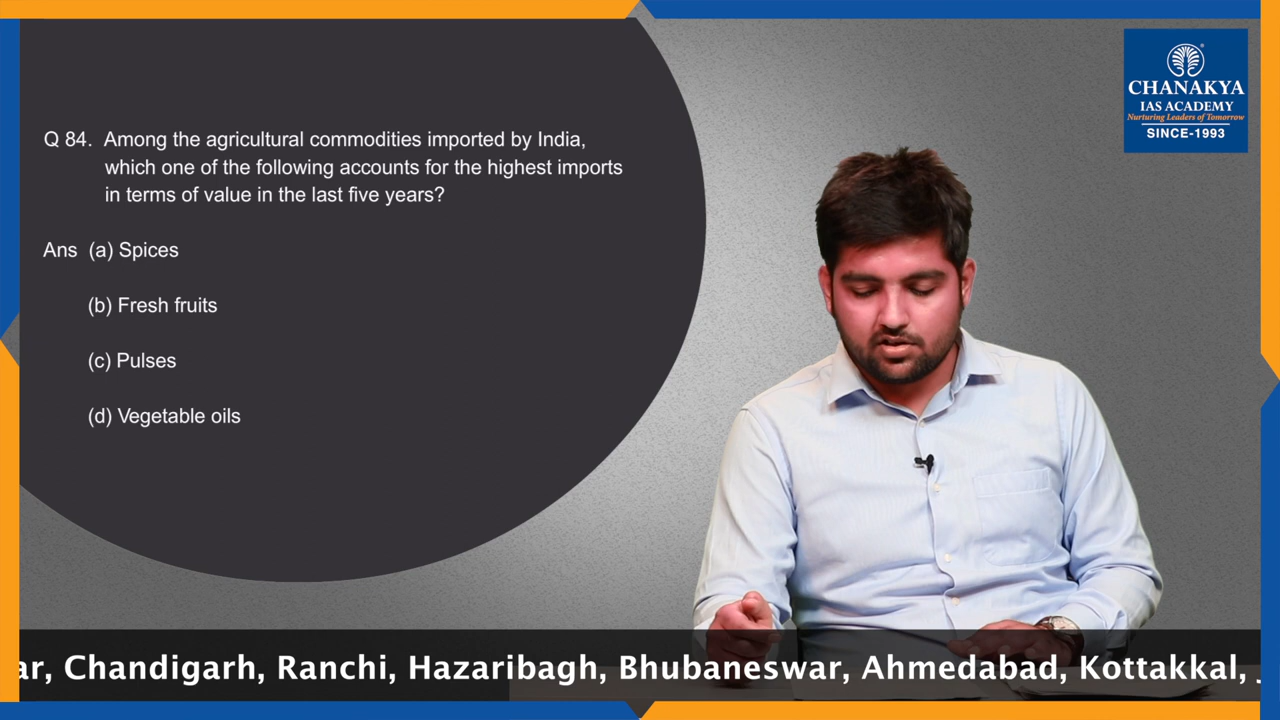 CHANAKYA
IAS ACADEMY
Nurturing Leaders of Tomorrow
SINCE-1993
Q 84. Among the agricultural commodities imported by India,
which one of the following accounts for the highest imports
in terms of value in the last five years?
Ans (a) Spices
(b) Fresh fruits
(c) Pulses
(d) Vegetable oils
ar, Chandigarh, Ranchi, Hazaribagh, Bhubaneswar, Ahmedabad, Kottakkal,